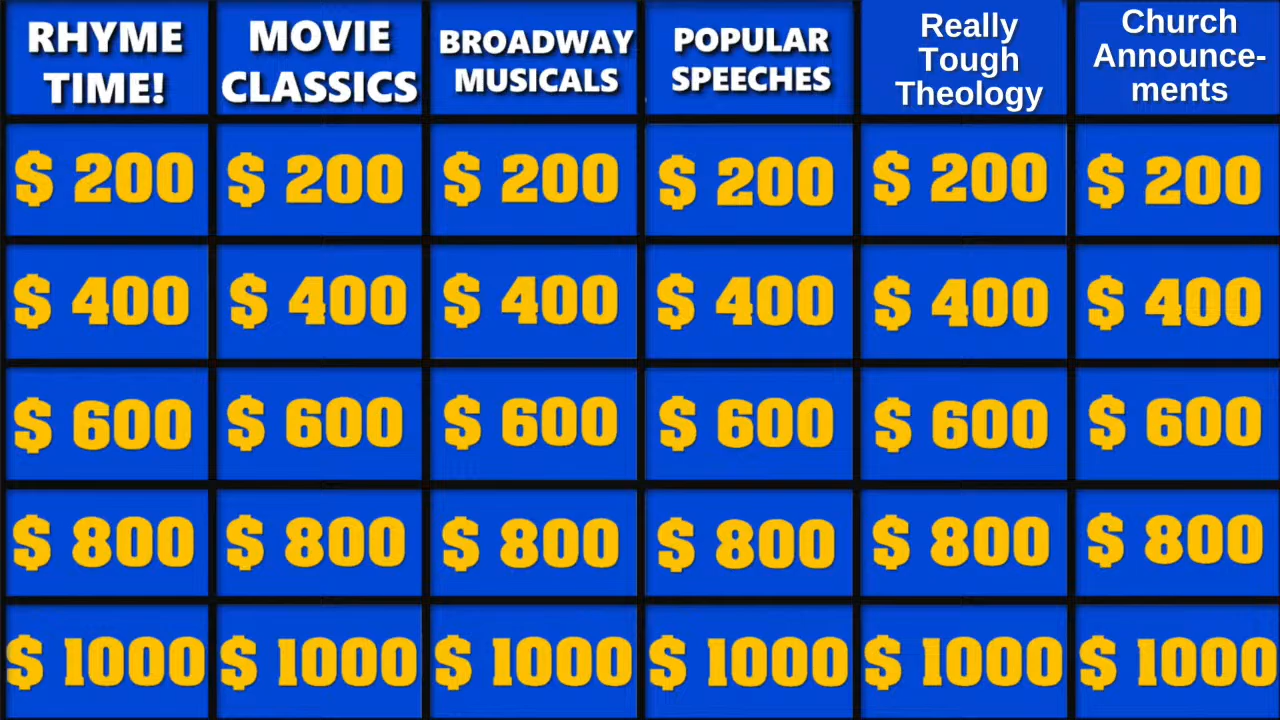 RHYME
TIME!
MOVIE
CLASSICS
BROADWAY
MUSICALS
POPULAR
SPEECHES
Really
Tough
Theology
Church
Announce-
ments
$ 200 $ 200 $ 200 $ 200 $ 200 $ 200
$ 400 $ 400 $ 400 $ 400 $ 400 $ 400
$ 600 $ 600 $ 600 $ 600 $ 600 $ 600
$ 800 $ 800 $ 800 $ 800 $ 800 $ 800
$ 1000 $ 1000 $ 1000 $ 1000 $ 1000 $ 1000